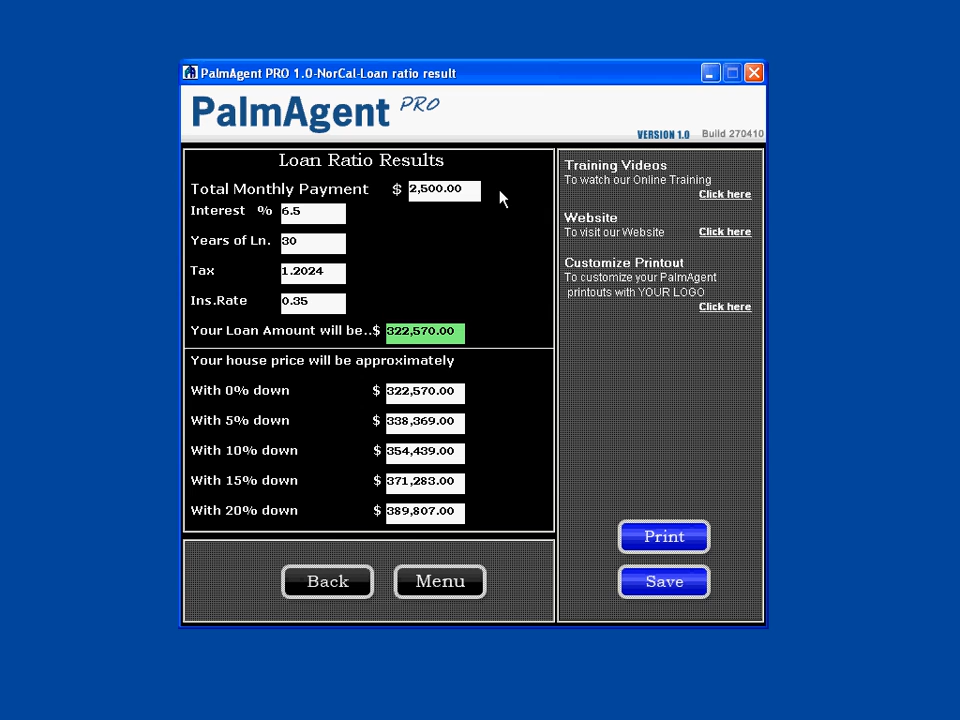 PalmAgent PRO 1.0-NorCal-Loan ratio result
PalmAgent PRO
VERSION 1.0 Build 270410
Loan Ratio Results
Total Monthly Payment $ 2,500.00
Interest % 6.5
Years of Ln. 30
Tax 1.2024
Ins.Rate 0.35
Your Loan Amount will be..$ 322,570.00
Your house price will be approximately
With 0% down $ 322,570.00
With 5% down $ 338,369.00
With 10% down $ 354,439.00
With 15% down $ 371,283.00
With 20% down $ 389,807.00
Back Menu
Training Videos
To watch our Online Training
Click here
Website
To visit our Website Click here
Customize Printout
To customize your PalmAgent
printouts with YOUR LOGO
Click here
Print
Save